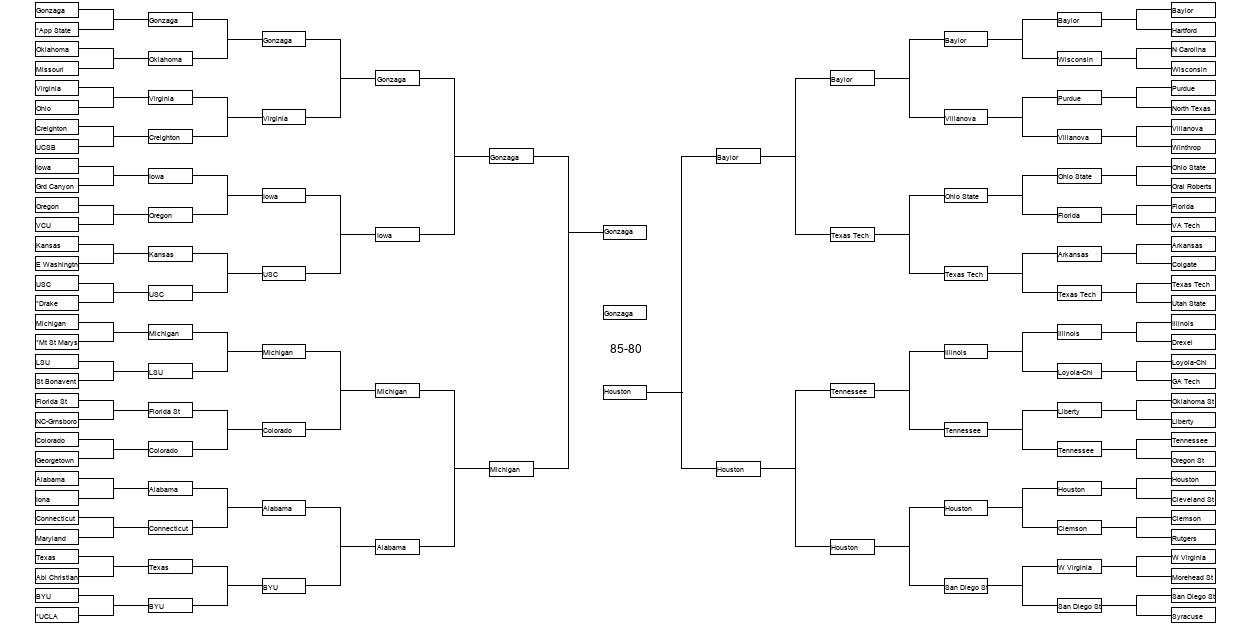 Gonzaga
*App State
Oklahoma
Missouri
Virginia
Ohio
Creighton
UCSB
Iowa
Grd Canyon
Oregon
VCU
Kansas
E Washingtn
USC
*Drake
Michigan
*Mt St Marys
LSU
St Bonavent
Florida St
NC-Grnsboro
Colorado
Georgetown
Alabama
Iona
Connecticut
Maryland
Texas
Abl Christian
BYU
*UCLA
Gonzaga
Oklahoma
Virginia
Creighton
Iowa
Oregon
Kansas
USC
Michigan
LSU
Florida St
Colorado
Alabama
Connecticut
Texas
BYU
Gonzaga
Virginia
Iowa
USC
Michigan
Colorado
Alabama
BYU
Gonzaga
Iowa
Michigan
Alabama
Gonzaga
Michigan
Gonzaga
Gonzaga
85-80
Houston
Baylor
Houston
Baylor
Texas Tech
Tennessee
Houston
Baylor
Villanova
Ohio State
Texas Tech
Illinois
Tennessee
Houston
San Diego St
Baylor
Wisconsin
Purdue
Villanova
Ohio State
Florida
Arkansas
Texas Tech
Illinois
Loyola-Chi
Liberty
Tennessee
Houston
Clemson
W Virginia
San Diego St
Baylor
Hartford
N Carolina
Wisconsin
Purdue
North Texas
Villanova
Winthrop
Ohio State
Oral Roberts
Florida
VA Tech
Arkansas
Colgate
Texas Tech
Utah State
Illinois
Drexel
Loyola-Chi
GA Tech
Oklahoma St
Liberty
Tennessee
Oregon St
Houston
Cleveland St
Clemson
Rutgers
W Virginia
Morehead St
San Diego St
Syracuse